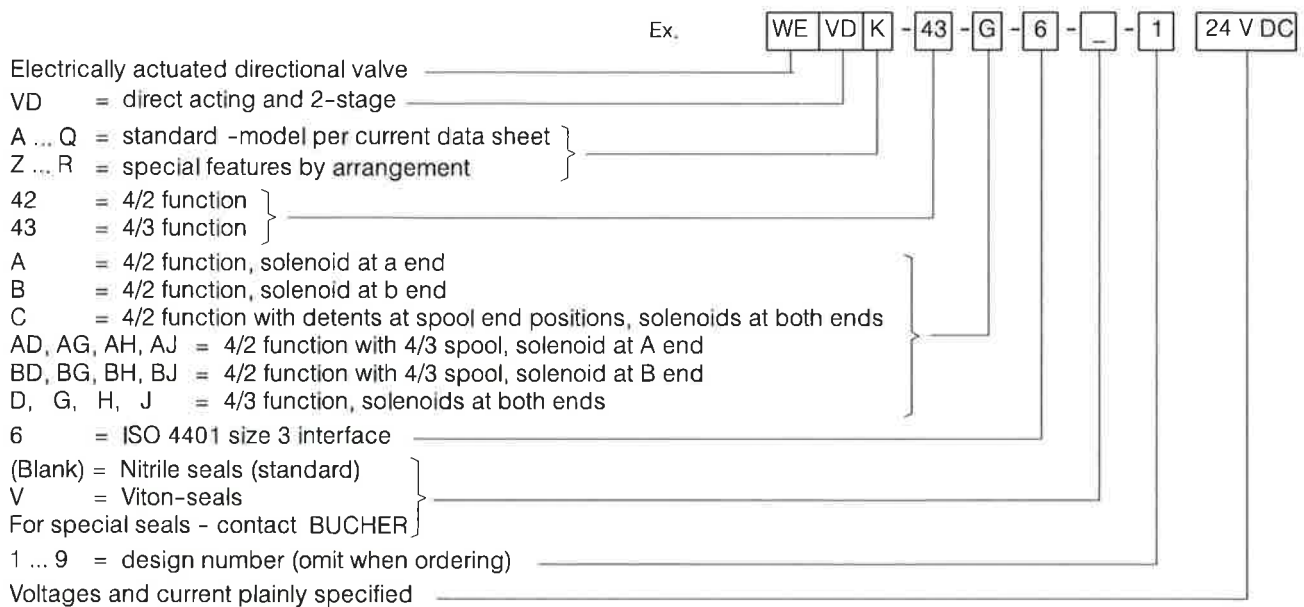 Ex. WE VD K - 43 - G - 6 - _ - 1 24 V DC
Electrically actuated directional valve
VD = direct acting and 2-stage
A ... Q = standard -model per current data sheet
Z ... R = special features by arrangement
42 = 4/2 function
43 = 4/3 function
A = 4/2 function, solenoid at a end
B = 4/2 function, solenoid at b end
C = 4/2 function with detents at spool end positions, solenoids at both ends
AD, AG, AH, AJ = 4/2 function with 4/3 spool, solenoid at A end
BD, BG, BH, BJ = 4/2 function with 4/3 spool, solenoid at B end
D, G, H, J = 4/3 function, solenoids at both ends
6 = ISO 4401 size 3 interface
(Blank) = Nitrile seals (standard)
V = Viton-seals
For special seals - contact BUCHER
1 ... 9 = design number (omit when ordering)
Voltages and current plainly specified